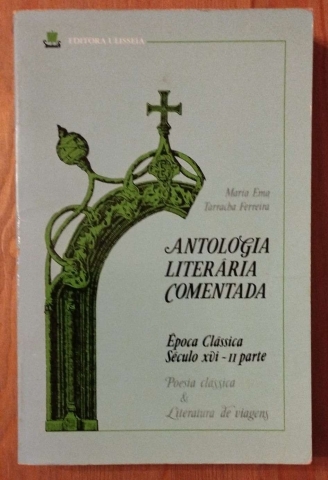 EDITORA ULISSEIA
Maria Ema
Tarracha Ferreira
ANTOLOGIA
LITERÁRIA
COMENTADA
Época Clássica
Século XVI - II parte
Poesia clássica
&
Literatura de viagens